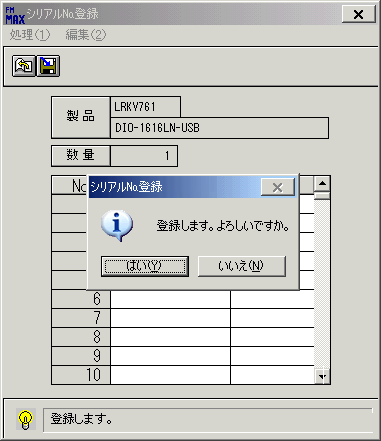 FM MAX シリアル№登録
処理(1) 編集(2)
製品 LRKY761
DIO-1616LN-USB
数量 1
No
シリアル№登録
登録します。よろしいですか。
はい(Y) いいえ(N)
6
7
8
9
10
登録します。